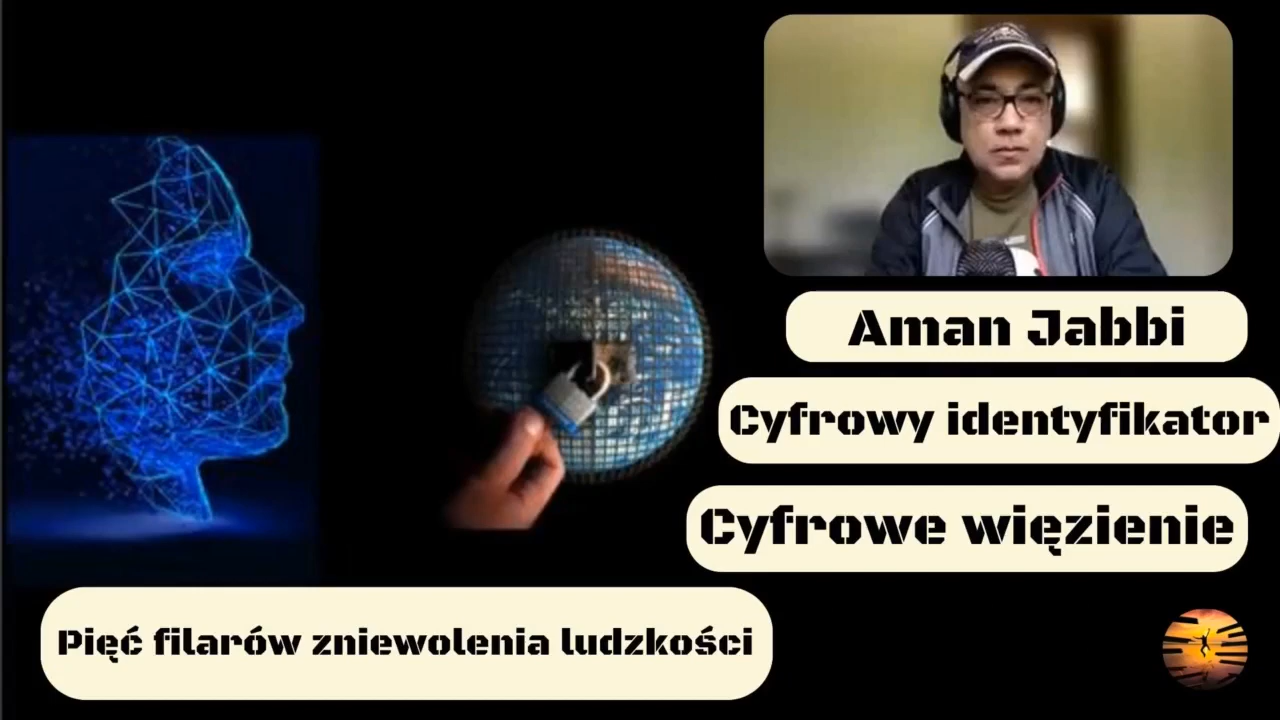 Aman Jabbi
Cyfrowy identyfikator
Cyfrowe więzienie
Pięć filarów zniewolenia ludzkości